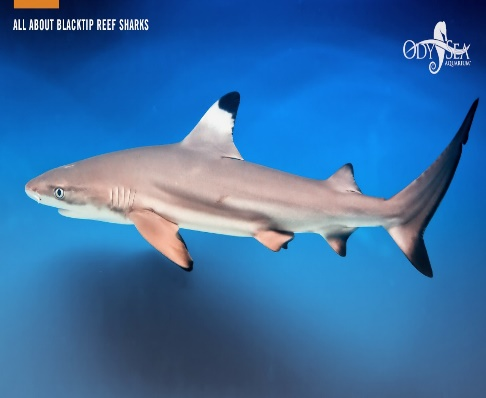 ALL ABOUT BLACKTIP REEF SHARKS
ODYSEA
AQUARIUM